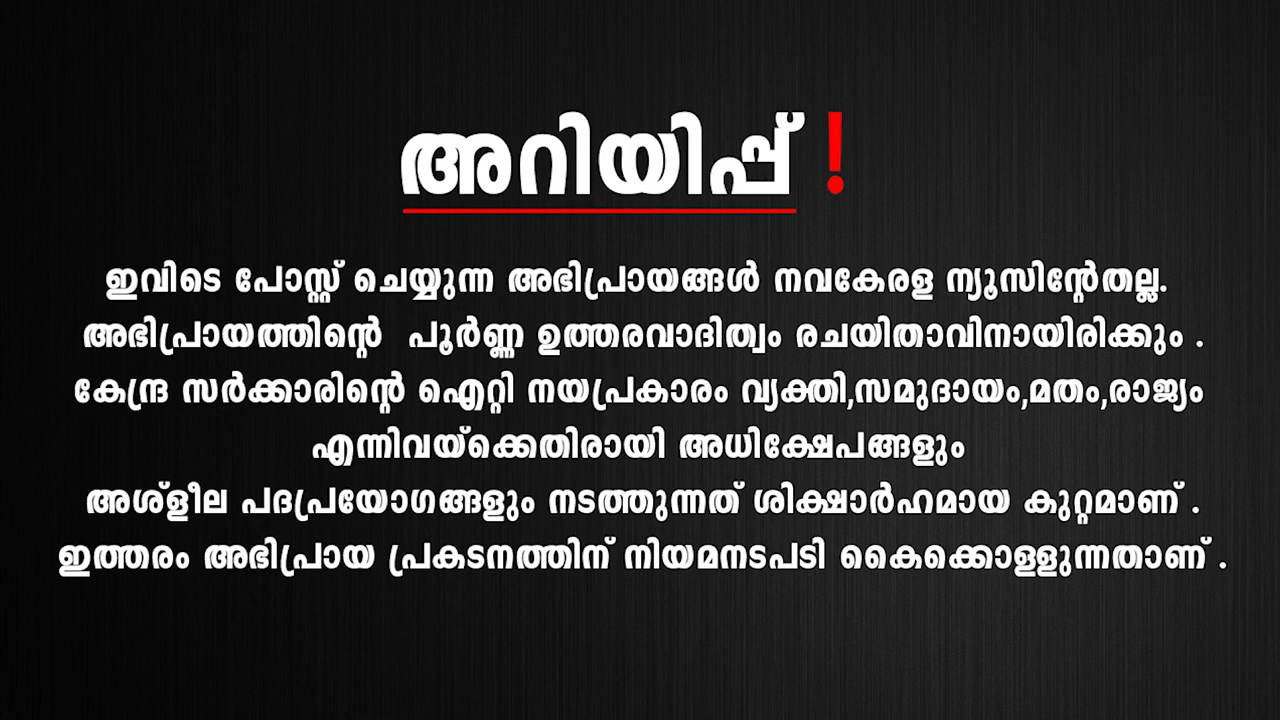 അറിയിപ്പ് !
ഇവിടെ പോസ്റ്റ് ചെയ്യുന്ന അഭിപ്രായങ്ങൾ നവകേരള ന്യൂസിന്റേതല്ല.
അഭിപ്രായത്തിന്റെ പൂർണ്ണ ഉത്തരവാദിത്വം രചയിതാവിനായിരിക്കും .
കേന്ദ്ര സർക്കാരിന്റെ ഐറ്റി നയപ്രകാരം വ്യക്തി,സമുദായം,മതം,രാജ്യം
എന്നിവയ്ക്കെതിരായി അധിക്ഷേപങ്ങളും
അശ്ളീല പദപ്രയോഗങ്ങളും നടത്തുന്നത് ശിക്ഷാർഹമായ കുറ്റമാണ് .
ഇത്തരം അഭിപ്രായ പ്രകടനത്തിന് നിയമനടപടി കൈക്കൊള്ളുന്നതാണ് .